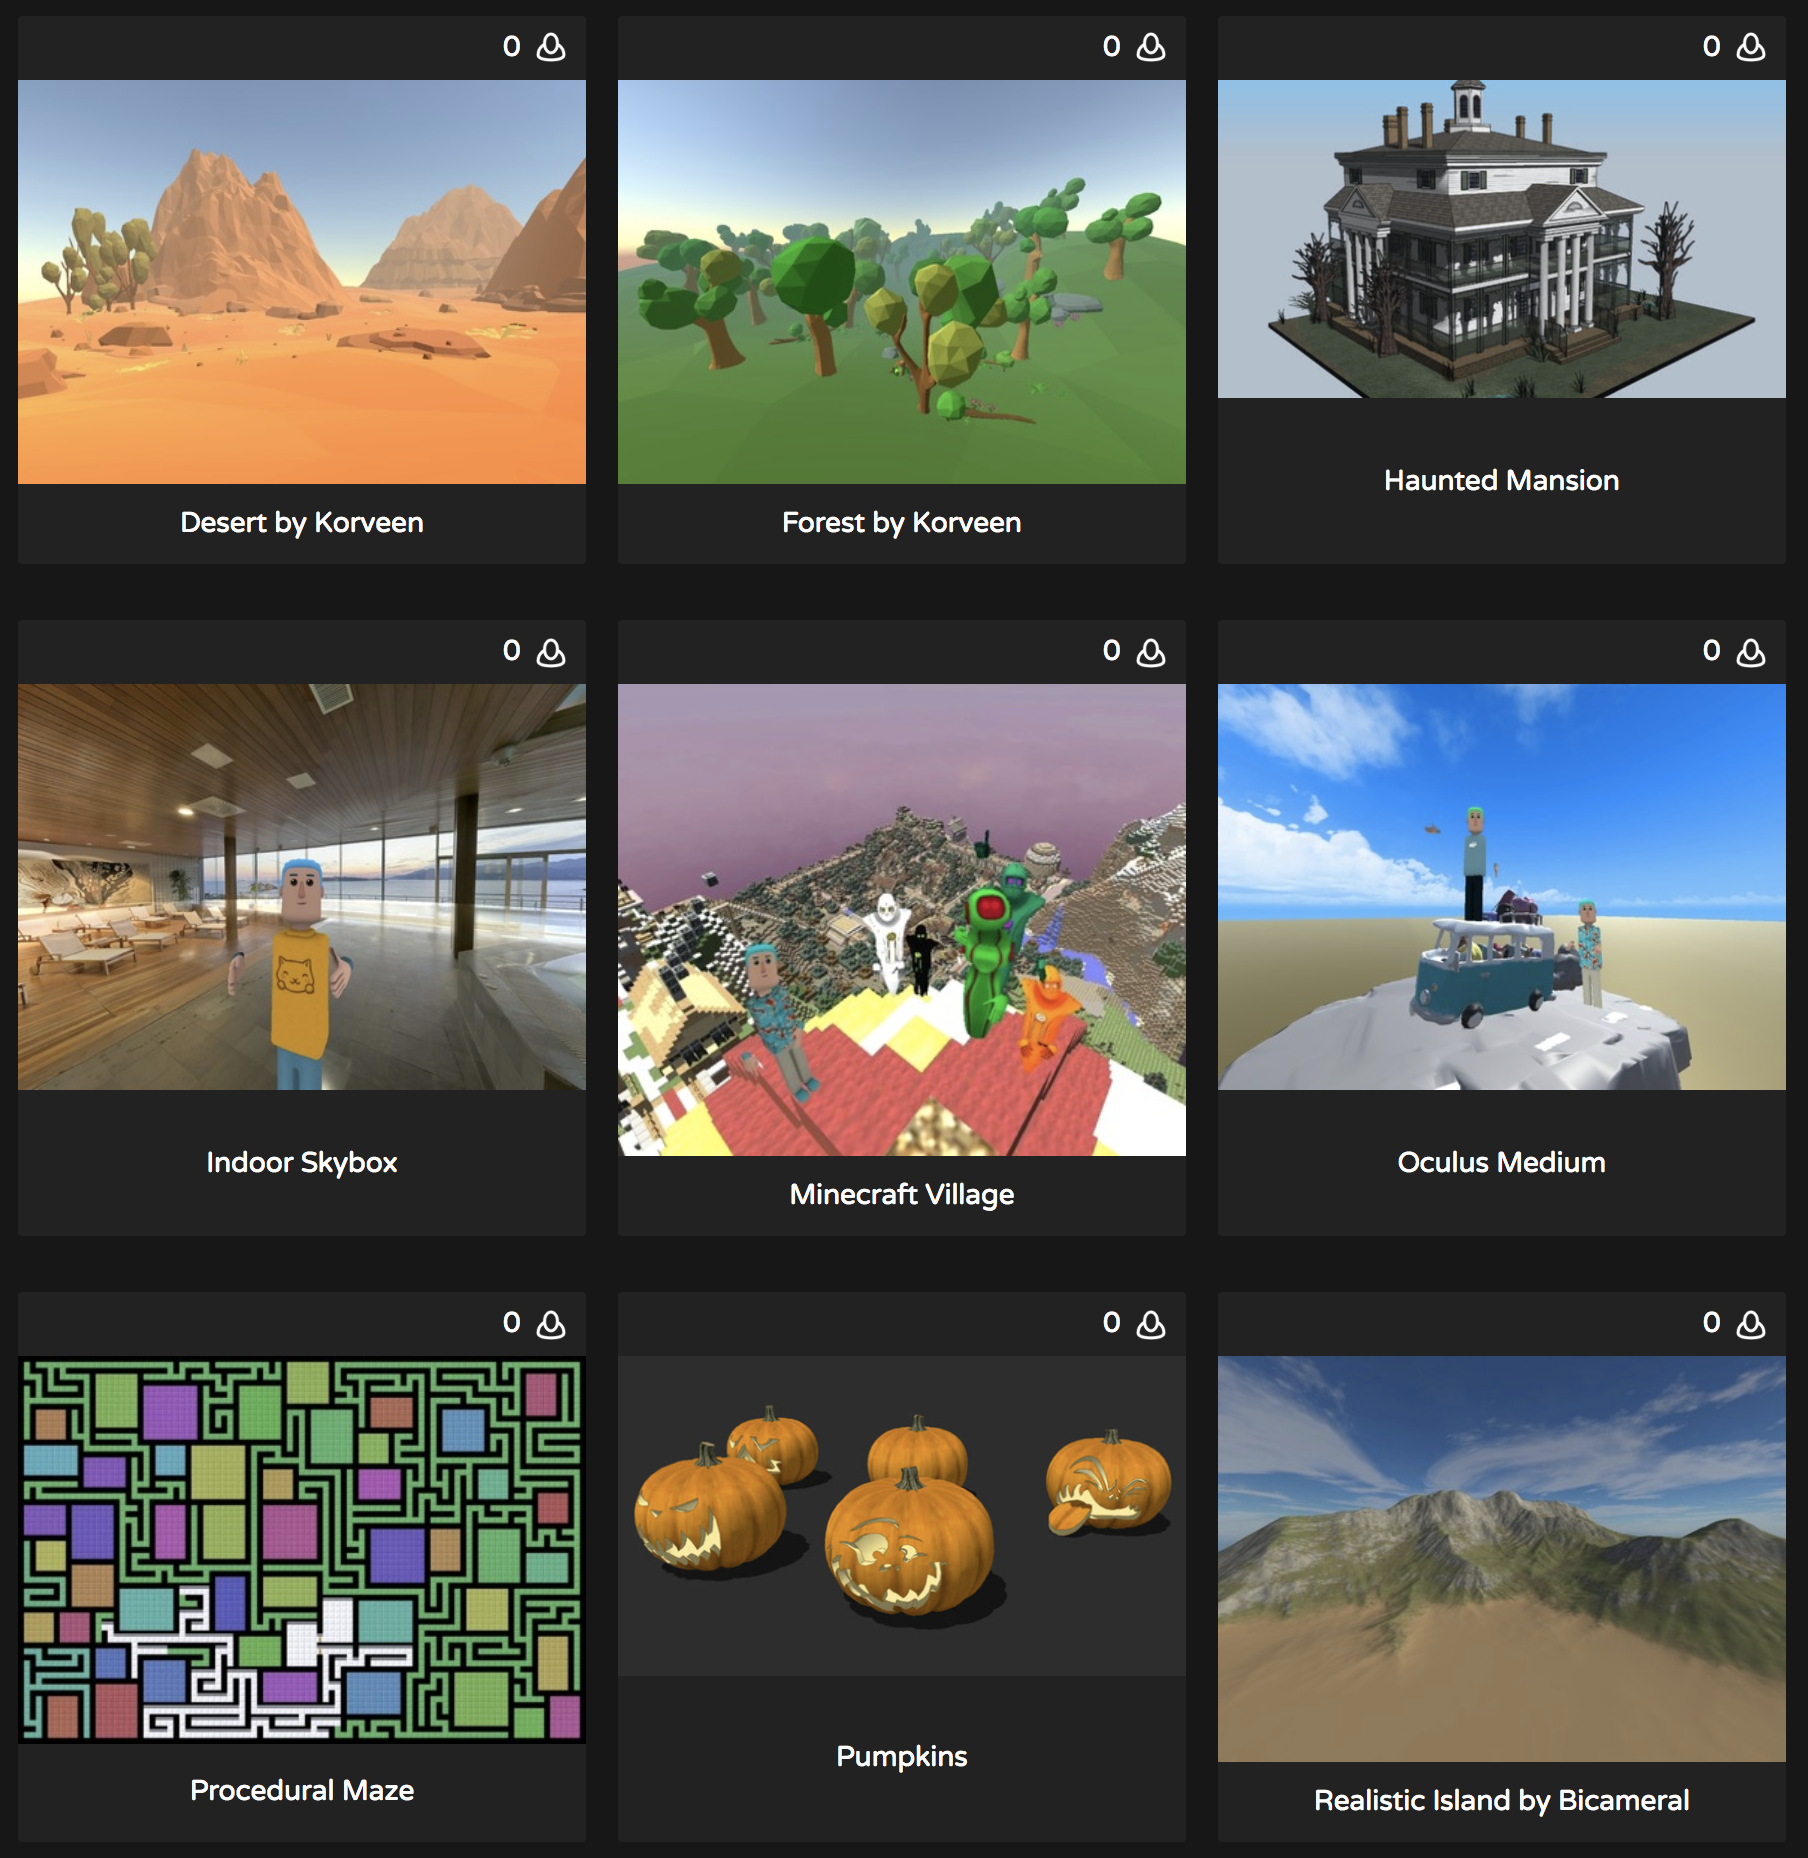 0
0
0
Desert by Korveen
Forest by Korveen
Haunted Mansion
0
0
0
Indoor Skybox
Minecraft Village
Oculus Medium
0
0
0
Procedural Maze
Pumpkins
Realistic Island by Bicameral